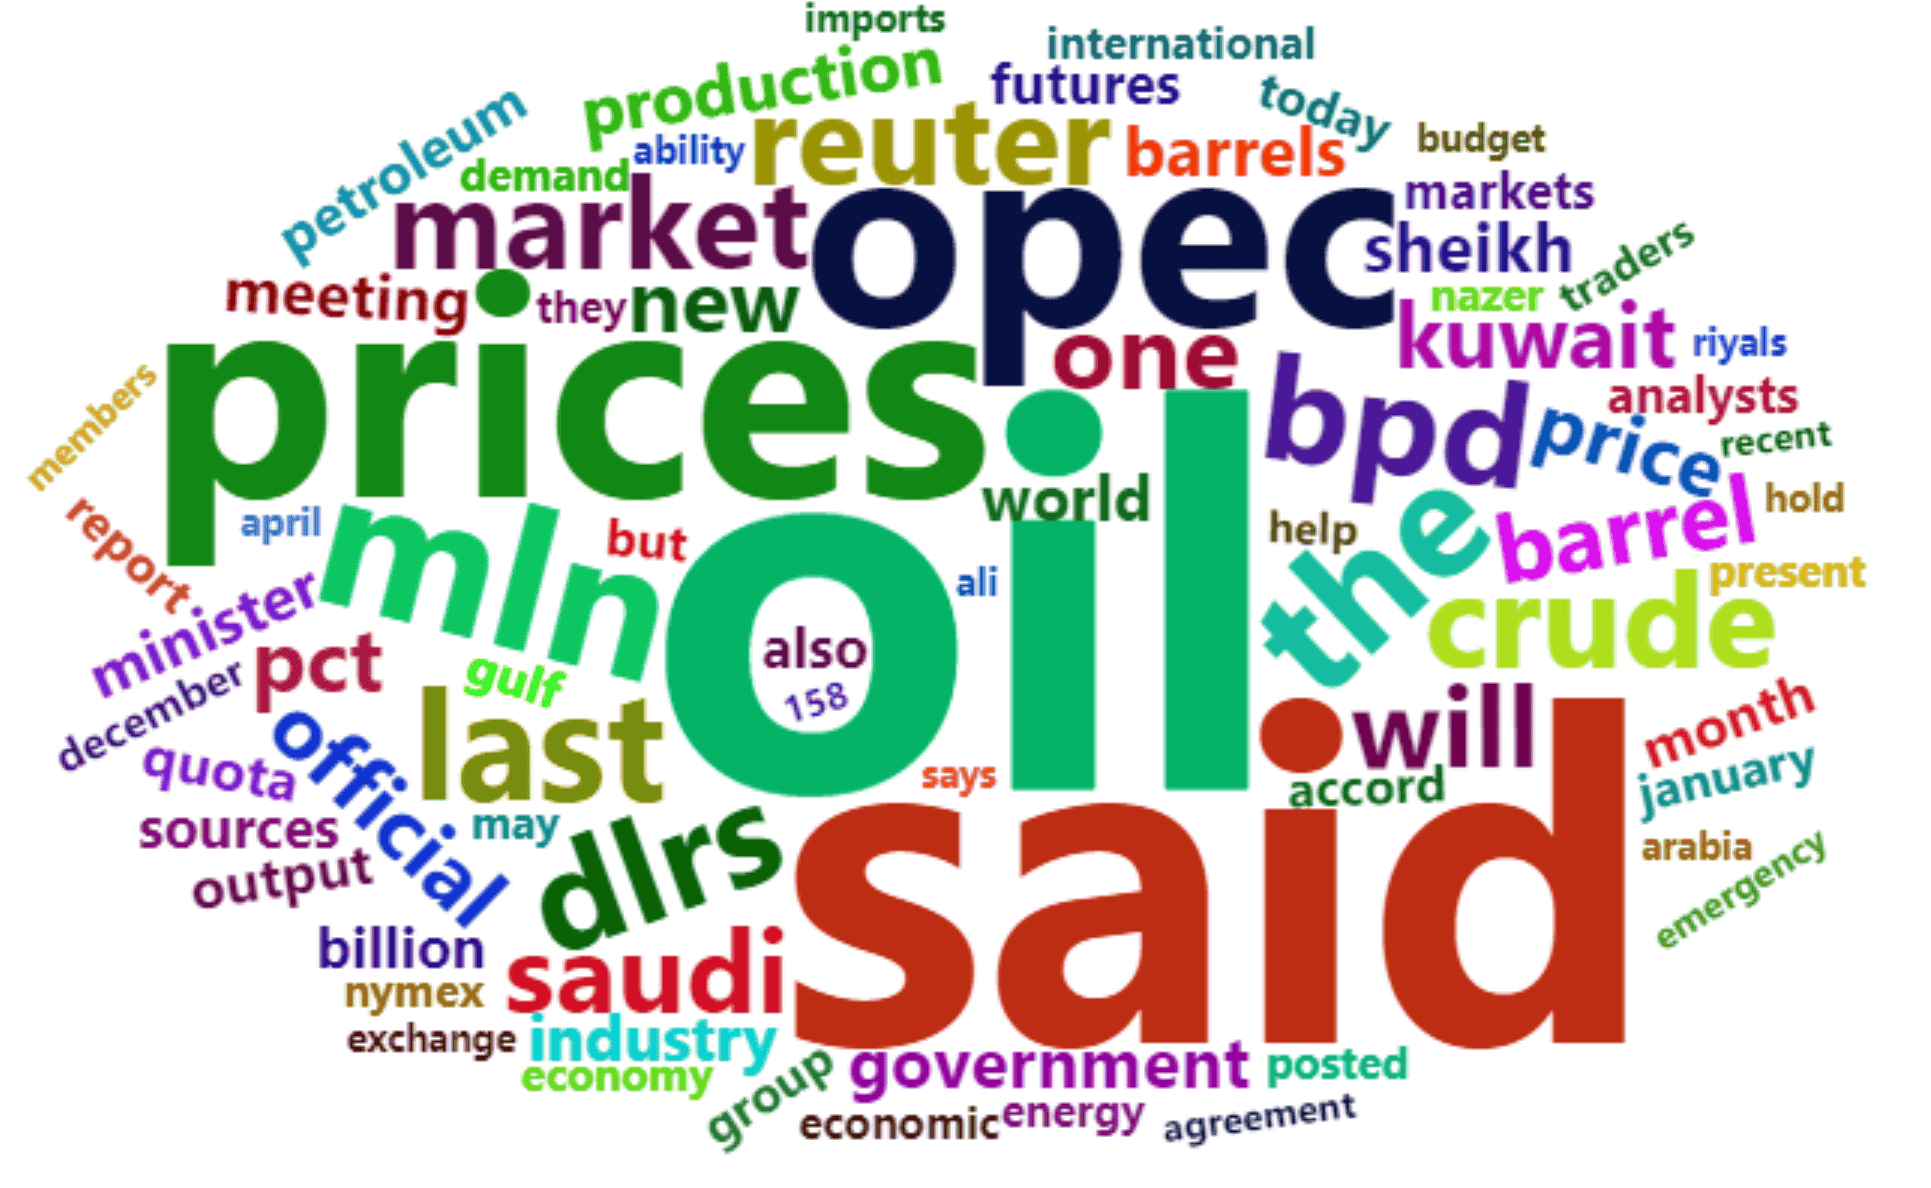 imports
international
production
futures
today
petroleum
ability
reuter
barrels
budget
demand
market
opec
markets
sheikh
traders
meeting
they
new
nazer
kuwait
riyals
prices
one
members
bpd
price
analysts
recent
world
report
april
mln
but
oil
help
the
barrel
hold
ali
present
minister
crude
also
158
december
pct
gulf
last
will
month
quota
official
says
accord
january
sources
may
dlrs
said
arabia
output
emergency
billion
saudi
nymex
exchange
industry
economy
group
government
posted
economic
energy
agreement